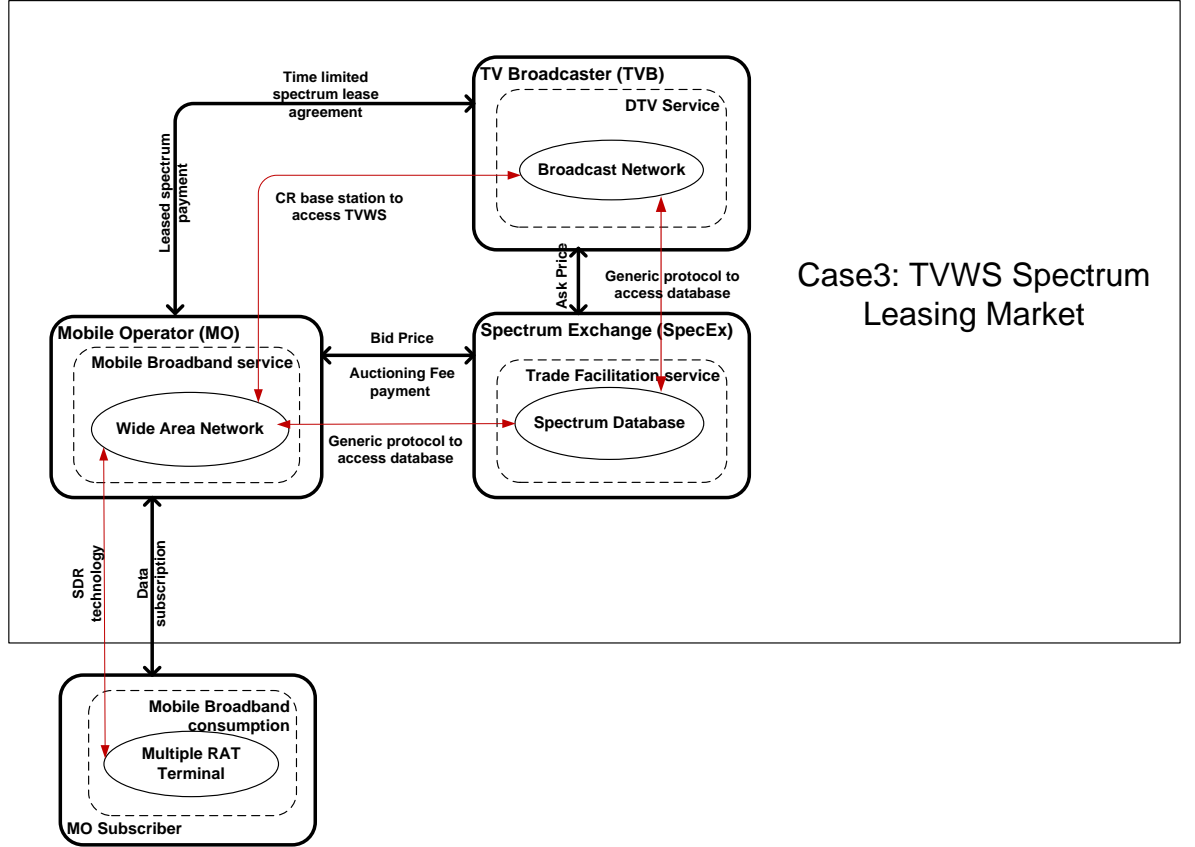 TV Broadcaster (TVB)
DTV Service
Broadcast Network
Time limited
spectrum lease
agreement
Leased spectrum
payment
CR base station to
access TVWS
Ask Price
Generic protocol to
access database
Case3: TVWS Spectrum
Leasing Market
Mobile Operator (MO)
Mobile Broadband service
Wide Area Network
Bid Price
Auctioning Fee
payment
Generic protocol to
access database
Spectrum Exchange (SpecEx)
Trade Facilitation service
Spectrum Database
SDR
technology
Data
subscription
Mobile Broadband
consumption
Multiple RAT
Terminal
MO Subscriber